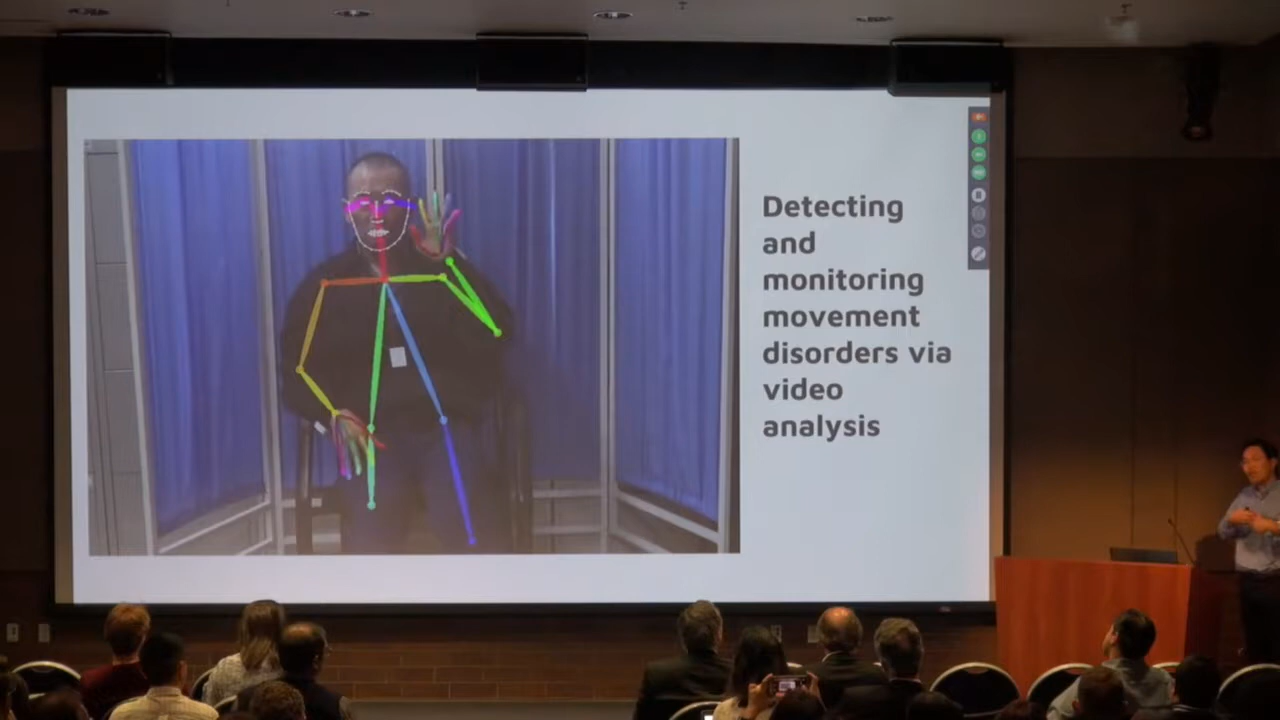 Detecting
and
monitoring
movement
disorders via
video
analysis